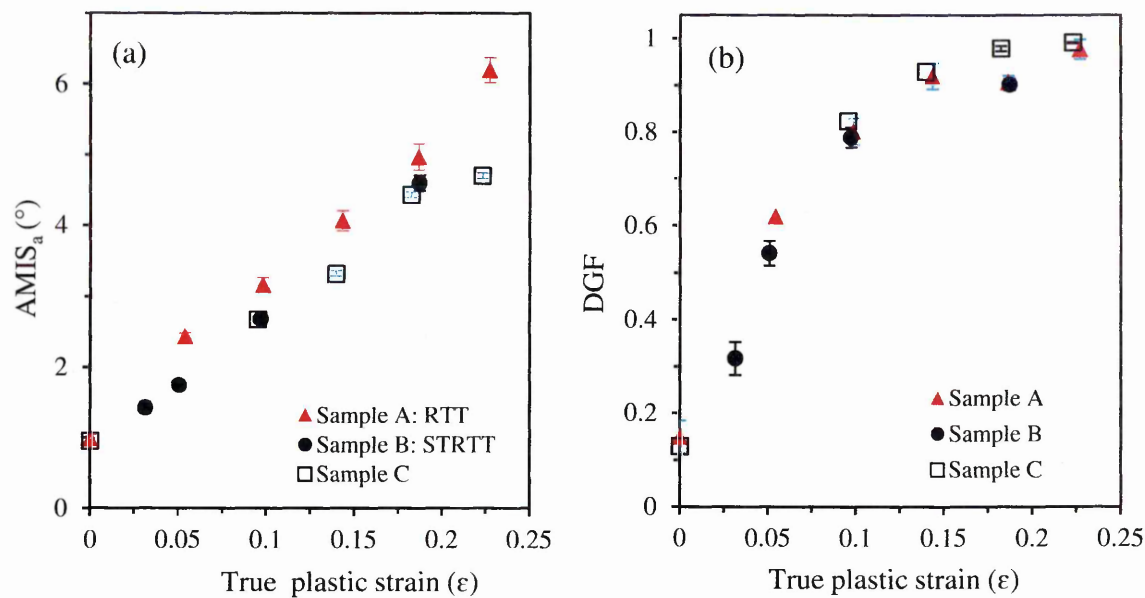 (a)
6
4
2
0
AMISₐ (°)
0 0.05 0.1 0.15 0.2 0.25
True plastic strain (ε)
Sample A: RTT
Sample B: STRTT
Sample C
(b)
1
0.8
0.6
0.4
0.2
0
DGF
0 0.05 0.1 0.15 0.2 0.25
True plastic strain (ε)
Sample A
Sample B
Sample C